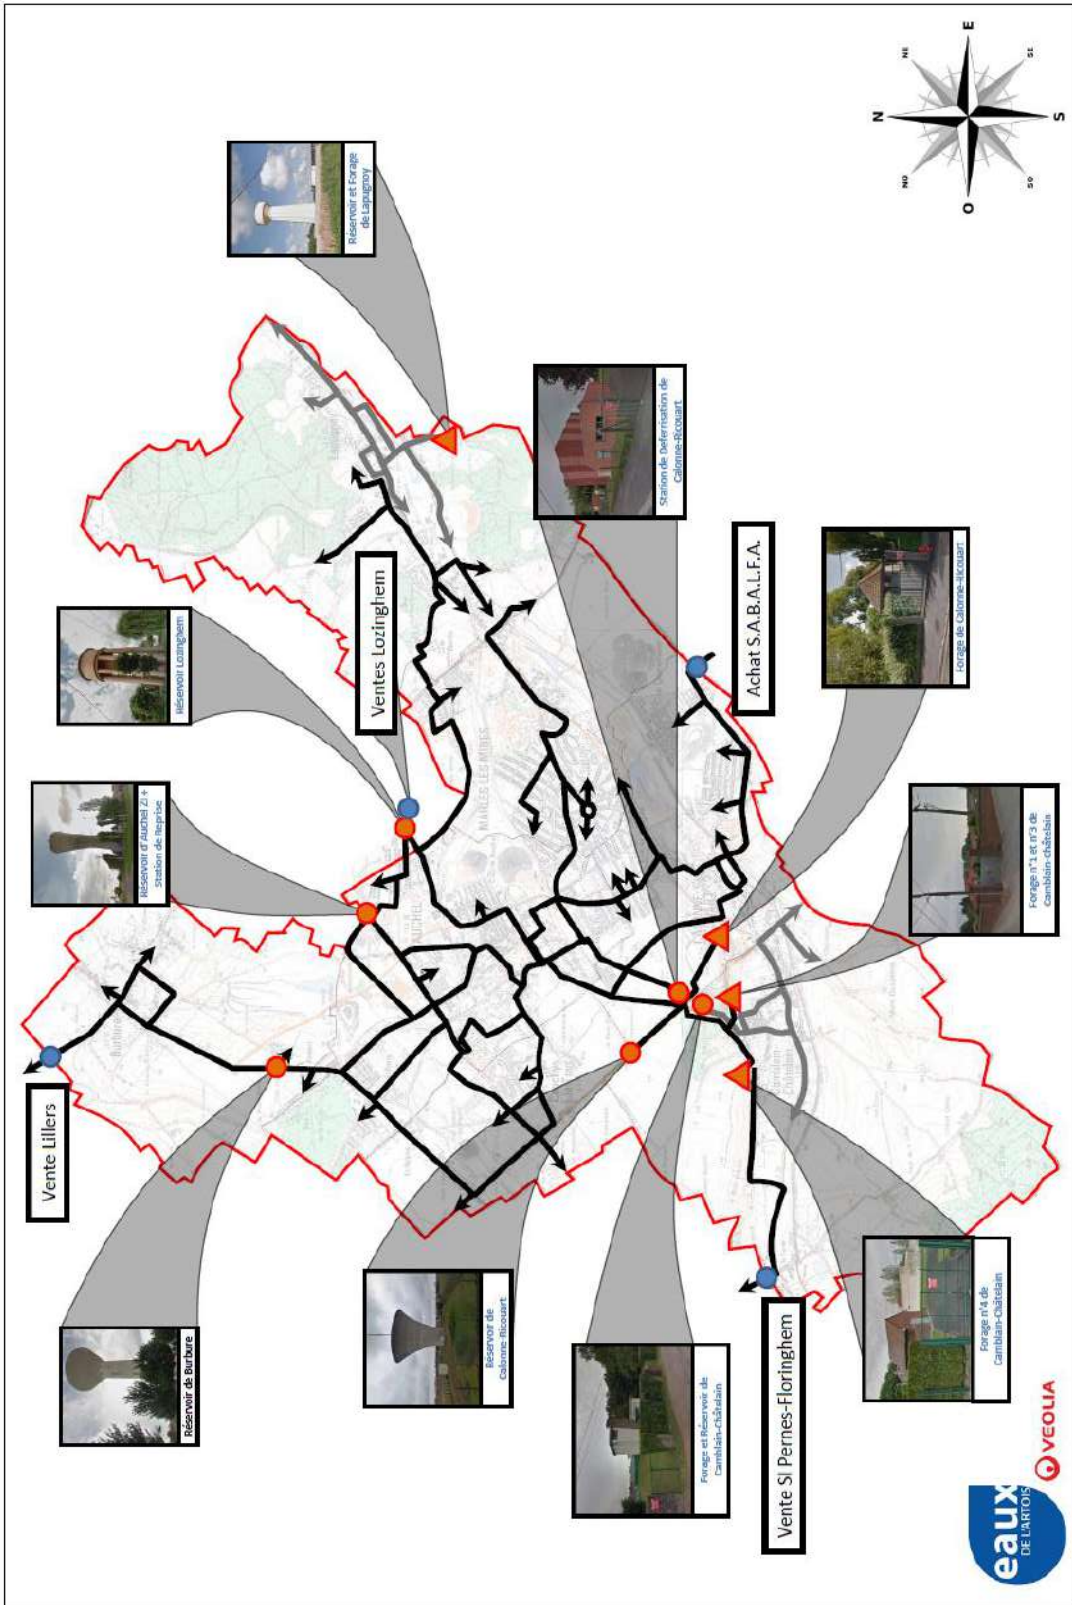 Vente Lillers
Réservoir de Burbure
Réservoir d'Auchel ZI +
Station de Reprise
Réservoir Lozinghem
Réservoir et Forage
de Lapugnoy
Ventes Lozinghem
Réservoir de
Calonne-Ricouart
Station de Déferrisation de
Calonne-Ricouart
Forage et Réservoir de
Camblain-Châtelain
Achat S.A.B.A.L.F.A.
Vente SI Pernes-Floringhem
Forage n°4 de
Camblain-Châtelain
Forage n°1 et n°3 de
Camblain-Châtelain
Forage de Calonne-Ricouart
MARLES LES MINES
N
NE
E
SE
S
SO
O
NO
eaux
DE L'ARTOIS
VEOLIA